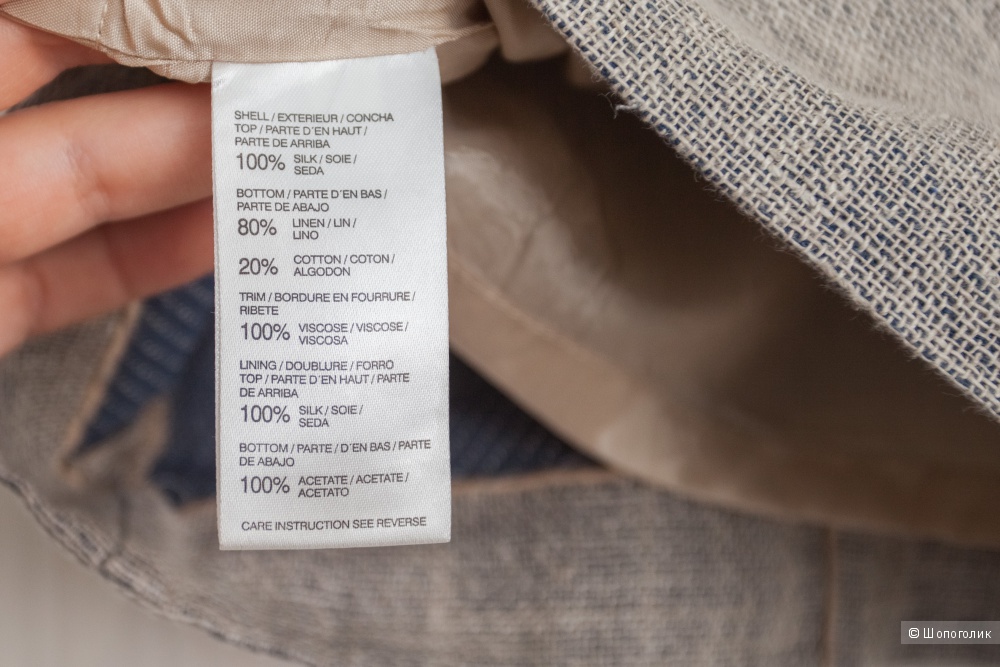 SHELL / EXTERIEUR / CONCHA
TOP / PARTE D´EN HAUT /
PARTE DE ARRIBA
100% SILK / SOIE /
SEDA
BOTTOM / PARTE D´EN BAS /
PARTE DE ABAJO
80% LINEN / LIN /
LINO
20% COTTON / COTON /
ALGODON
TRIM / BORDURE EN FOURRURE /
RIBETE
100% VISCOSE / VISCOSE /
VISCOSA
LINING / DOUBLURE / FORRO
TOP / PARTE D´EN HAUT / PARTE
DE ARRIBA
100% SILK / SOIE /
SEDA
BOTTOM / PARTE / D´EN BAS / PARTE
DE ABAJO
100% ACETATE / ACETATE /
ACETATO
CARE INSTRUCTION SEE REVERSE
© Шопоголик